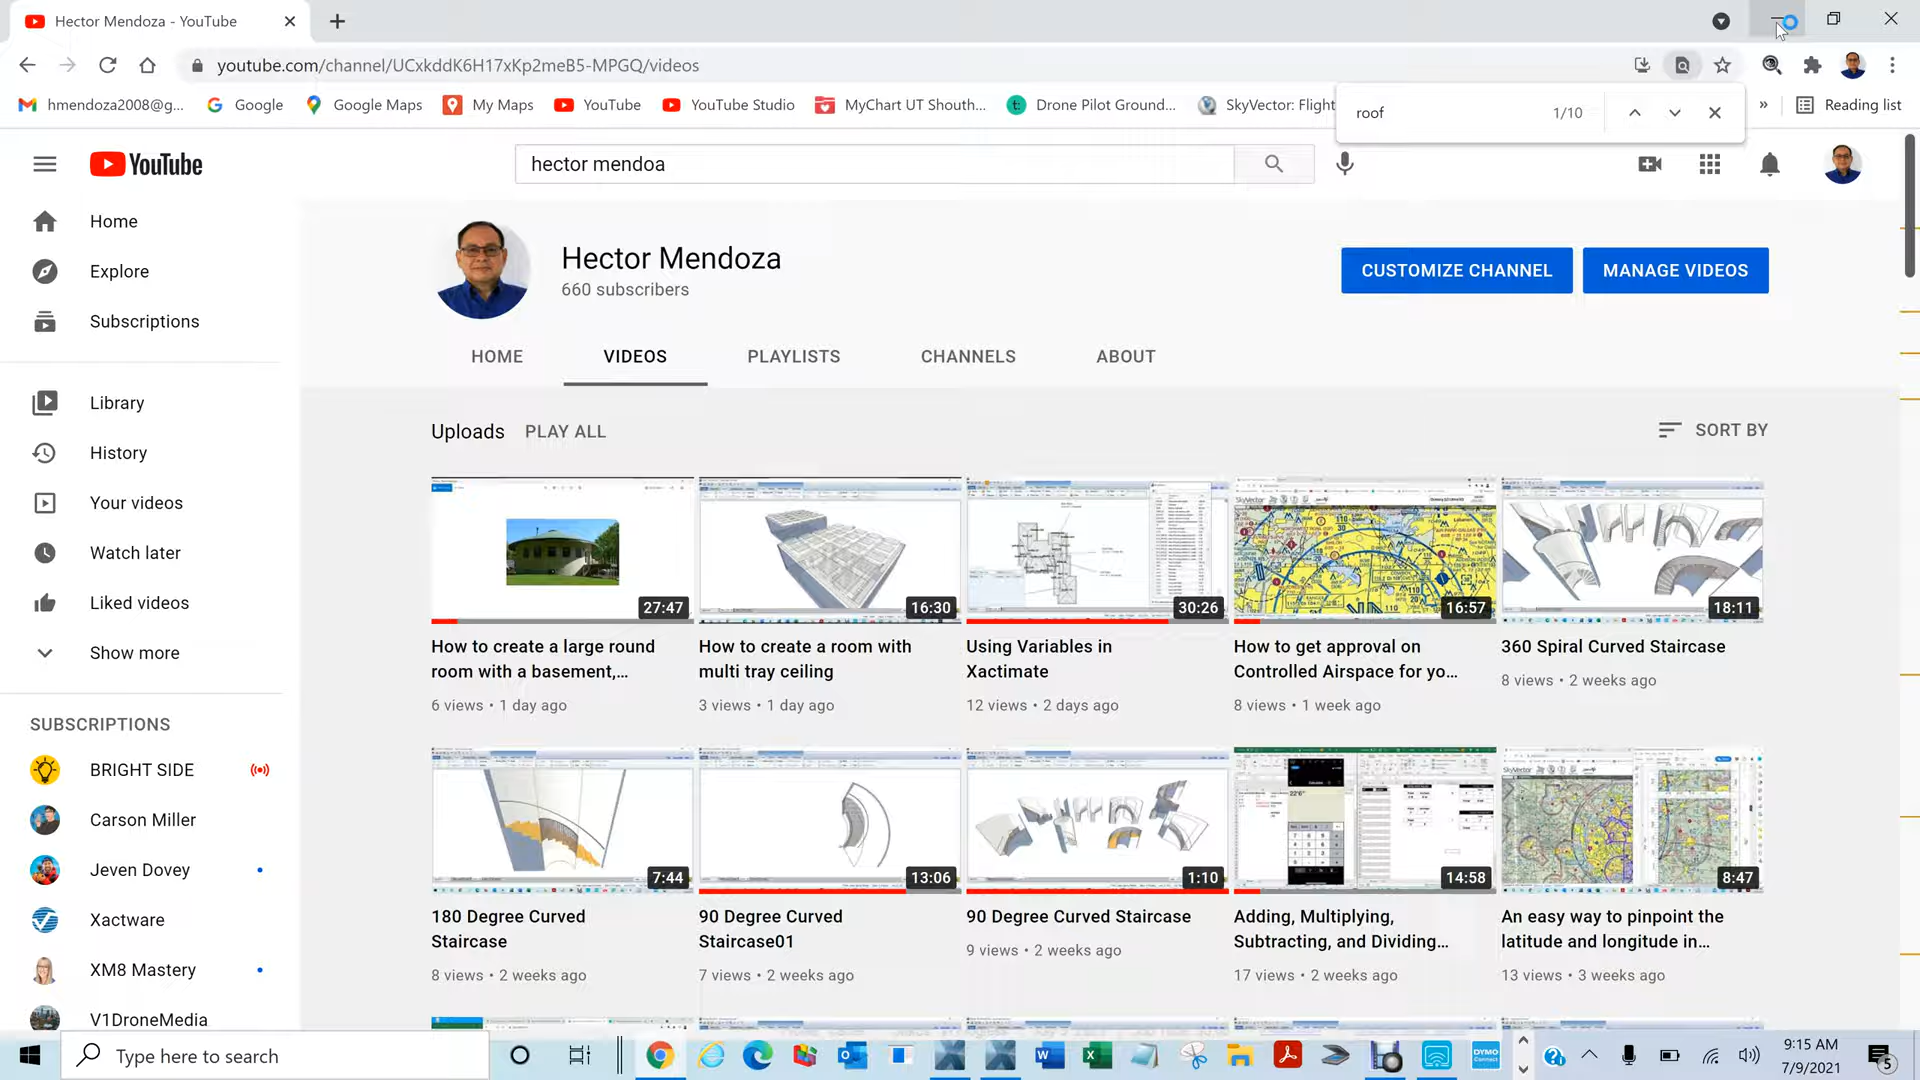 Hector Mendoza - YouTube
youtube.com/channel/UCxkddK6H17xKp2meB5-MPGQ/videos
hmendoza2008@g...
Google
Google Maps
My Maps
YouTube
YouTube Studio
MyChart UT Shouth...
Drone Pilot Ground...
SkyVector: Flight
»
Reading list
roof
1/10
YouTube
hector mendoa
Home
Explore
Subscriptions
Library
History
Your videos
Watch later
Liked videos
Show more
SUBSCRIPTIONS
BRIGHT SIDE
Carson Miller
Jeven Dovey
Xactware
XM8 Mastery
V1DroneMedia
Hector Mendoza
660 subscribers
CUSTOMIZE CHANNEL
MANAGE VIDEOS
HOME
VIDEOS
PLAYLISTS
CHANNELS
ABOUT
Uploads
PLAY ALL
SORT BY
27:47
How to create a large round
room with a basement,...
6 views • 1 day ago
16:30
How to create a room with
multi tray ceiling
3 views • 1 day ago
30:26
Using Variables in
Xactimate
12 views • 2 days ago
16:57
How to get approval on
Controlled Airspace for yo...
8 views • 1 week ago
18:11
360 Spiral Curved Staircase
8 views • 2 weeks ago
7:44
180 Degree Curved
Staircase
8 views • 2 weeks ago
13:06
90 Degree Curved
Staircase01
7 views • 2 weeks ago
1:10
90 Degree Curved Staircase
9 views • 2 weeks ago
22'6"
14:58
Adding, Multiplying,
Subtracting, and Dividing...
17 views • 2 weeks ago
SkyVector
8:47
An easy way to pinpoint the
latitude and longitude in...
13 views • 3 weeks ago
Type here to search
DYMO
Connect
9:15 AM
7/9/2021
5